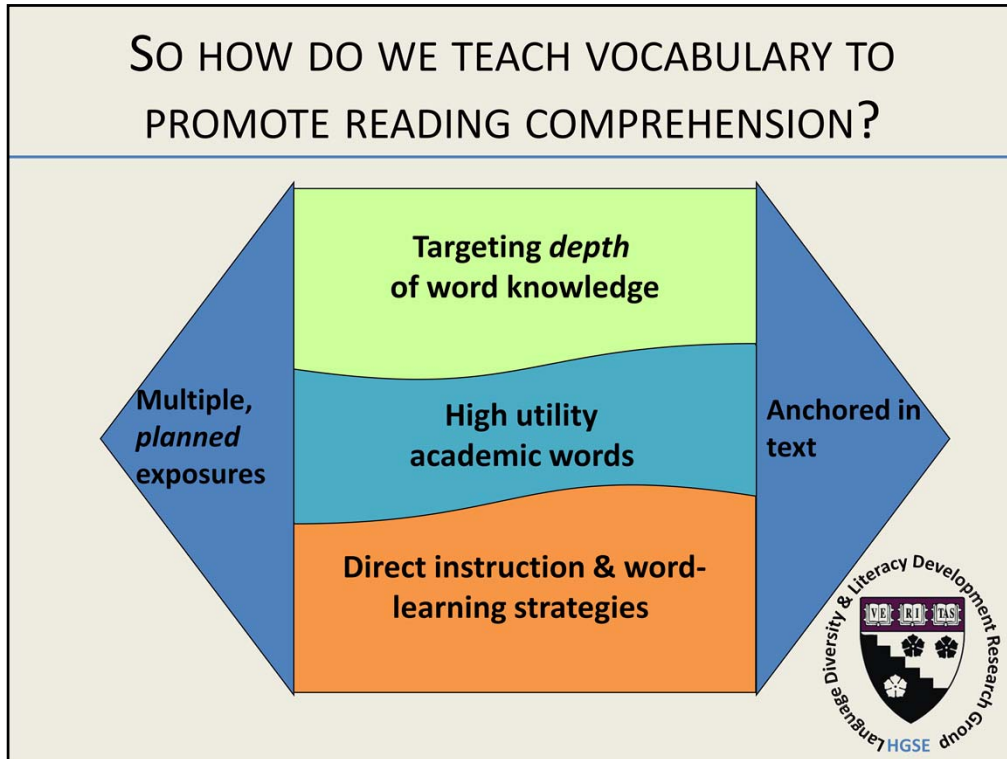 SO HOW DO WE TEACH VOCABULARY TO
PROMOTE READING COMPREHENSION?
Targeting depth
of word knowledge
Multiple,
planned
exposures
High utility
academic words
Anchored in
text
Direct instruction & word-
learning strategies
Language Diversity & Literacy Development Research Group
VE RI TAS
HGSE